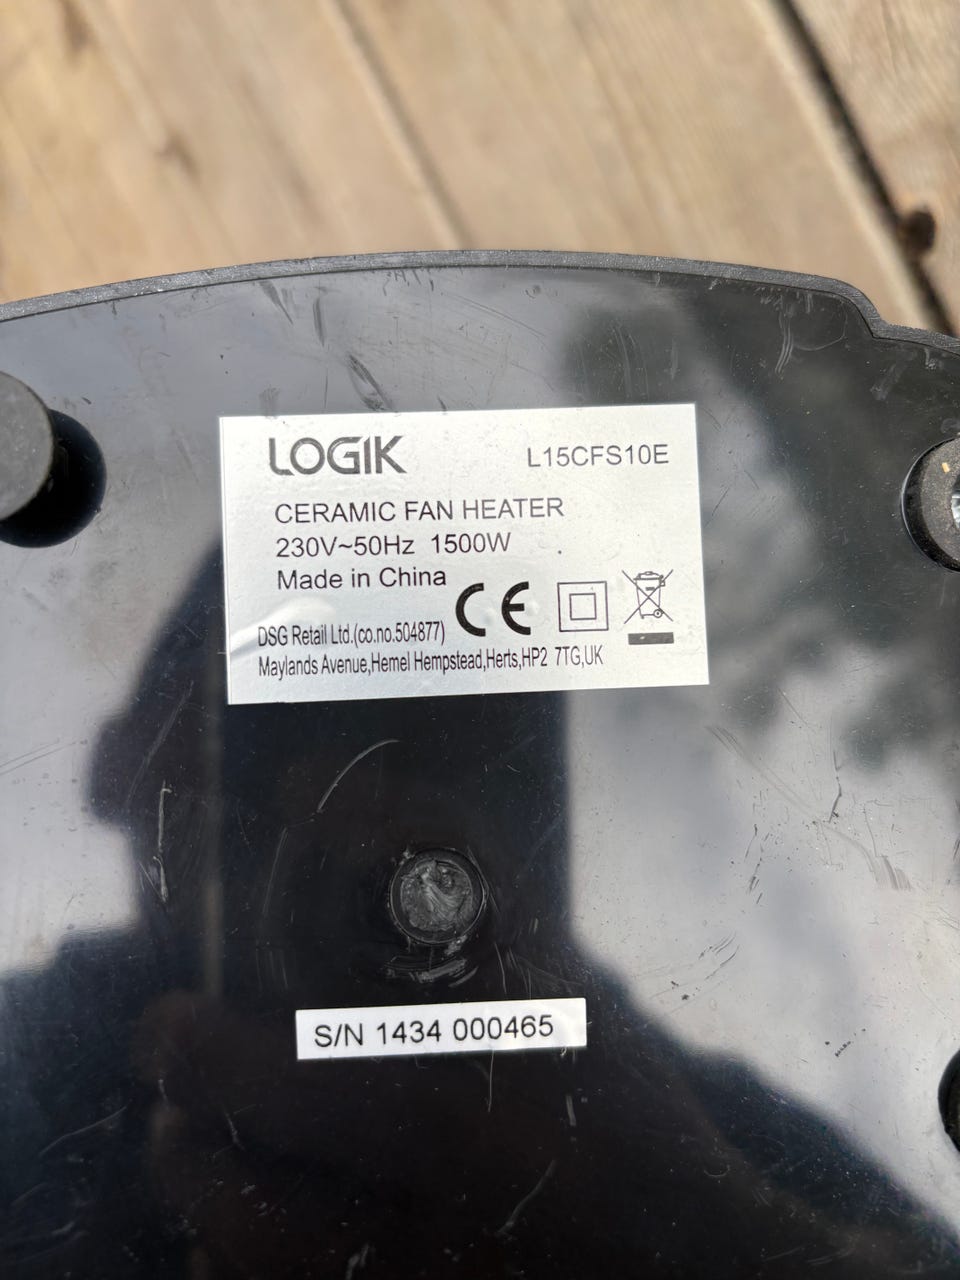 LOGIK L15CFS10E
CERAMIC FAN HEATER
230V~50Hz 1500W
Made in China
CE
DSG Retail Ltd.(co.no.504877)
Maylands Avenue,Hemel Hempstead,Herts,HP2 7TG,UK
S/N 1434 000465